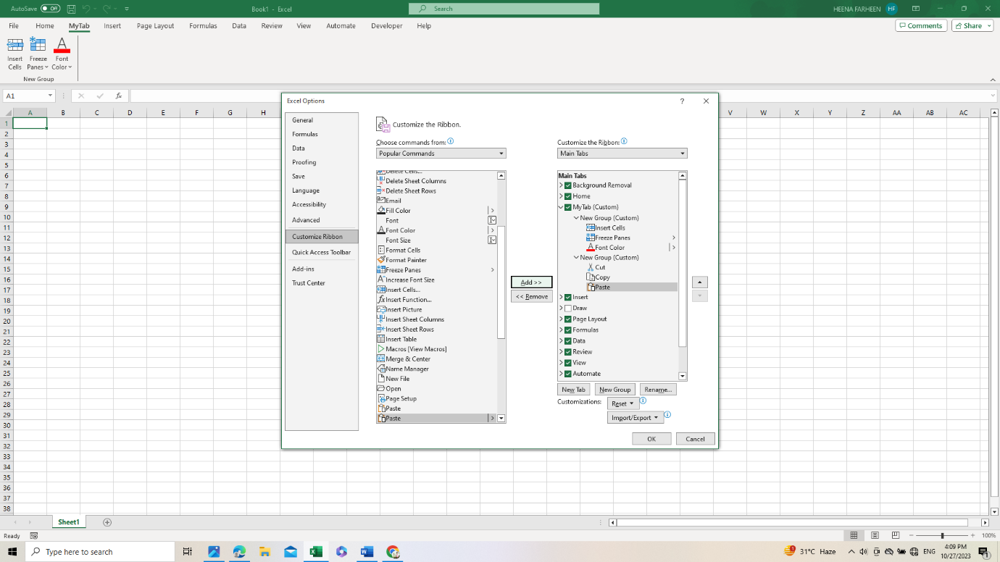 AutoSave Off Book1 - Excel Search HEENA FARHEEN HF
File Home MyTab Insert Page Layout Formulas Data Review View Automate Developer Help Comments Share
Insert Cells
Freeze Panes
Font Color
New Group
A1 fx
A B C D E F G H V W X Y Z AA AB AC
1
2
3
4
5
6
7
8
9
10
11
12
13
14
15
16
17
18
19
20
21
22
23
24
25
26
27
28
29
30
31
32
33
34
35
36
37
38
Excel Options ?
General
Formulas
Data
Proofing
Save
Language
Accessibility
Advanced
Customize Ribbon
Quick Access Toolbar
Add-ins
Trust Center
Customize the Ribbon.
Choose commands from:
Popular Commands
Delete Cells...
Delete Sheet Columns
Delete Sheet Rows
Email
Fill Color
Font
Font Color
Font Size
Format Cells
Format Painter
Freeze Panes
Increase Font Size
Insert Cells...
Insert Function...
Insert Picture
Insert Sheet Columns
Insert Sheet Rows
Insert Table
Macros [View Macros]
Merge & Center
Name Manager
New File
Open
Page Setup
Paste
Paste
Add >>
<< Remove
Customize the Ribbon:
Main Tabs
Main Tabs
Background Removal
Home
MyTab (Custom)
New Group (Custom)
Insert Cells
Freeze Panes
Font Color
New Group (Custom)
Cut
Copy
Paste
Insert
Draw
Page Layout
Formulas
Data
Review
View
Automate
New Tab New Group Rename...
Customizations: Reset
Import/Export
OK Cancel
Sheet1
Ready 100%
Type here to search 31°C Haze ENG 4:09 PM
10/27/2023 1